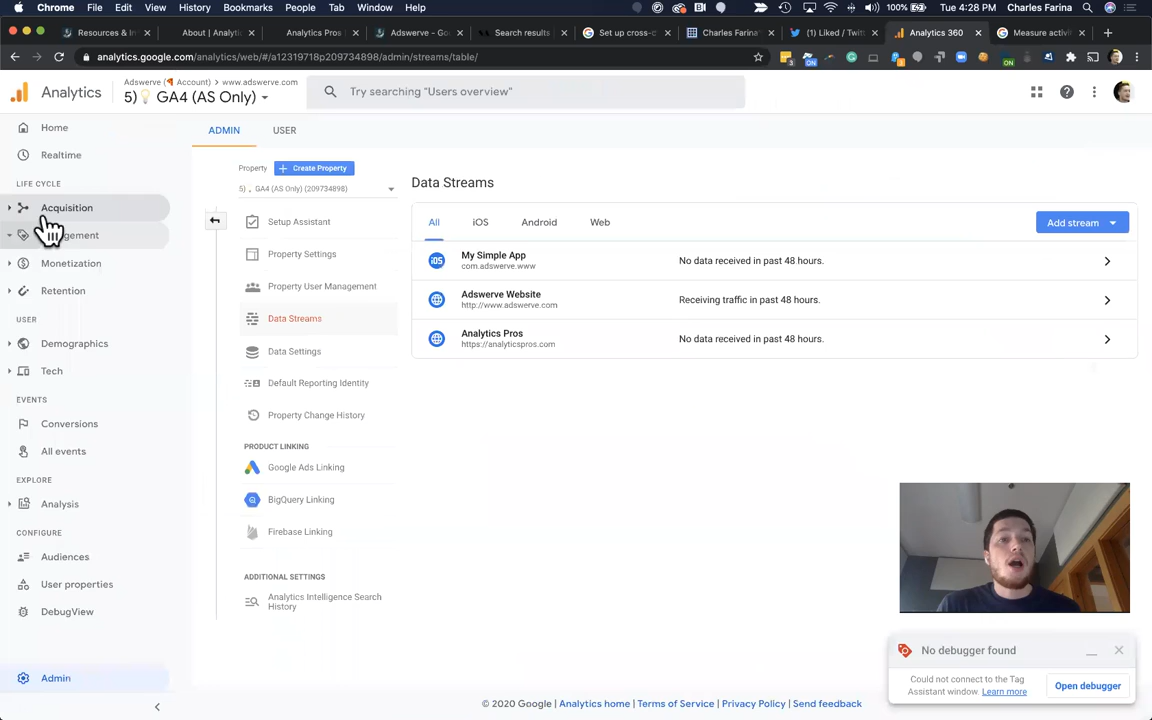 Chrome File Edit View History Bookmarks People Tab Window Help
100% Tue 4:28 PM Charles Farina
Resources & In
About | Analytic
Analytics Pros
Adswerve - Go
Search results
Set up cross-c
Charles Farina'
(1) Liked / Twitt
Analytics 360
Measure activi
analytics.google.com/analytics/web/#/a12319718p209734898/admin/streams/table/
Adswerve (Account) > www.adswerve.com
Analytics
5) GA4 (AS Only)
Try searching "Users overview"
Home
Realtime
LIFE CYCLE
Acquisition
Monetization
Retention
USER
Demographics
Tech
EVENTS
Conversions
All events
EXPLORE
Analysis
CONFIGURE
Audiences
User properties
DebugView
Admin
ADMIN USER
Property + Create Property
5) GA4 (AS Only) (209734898)
Setup Assistant
Property Settings
Property User Management
Data Streams
Data Settings
Default Reporting Identity
Property Change History
PRODUCT LINKING
Google Ads Linking
BigQuery Linking
Firebase Linking
ADDITIONAL SETTINGS
Analytics Intelligence Search
History
Data Streams
All iOS Android Web
Add stream
iOS
My Simple App
com.adswerve.www
No data received in past 48 hours.
Adswerve Website
http://www.adswerve.com
Receiving traffic in past 48 hours.
Analytics Pros
https://analyticspros.com
No data received in past 48 hours.
No debugger found
Could not connect to the Tag
Assistant window. Learn more
Open debugger
© 2020 Google | Analytics home | Terms of Service | Privacy Policy | Send feedback